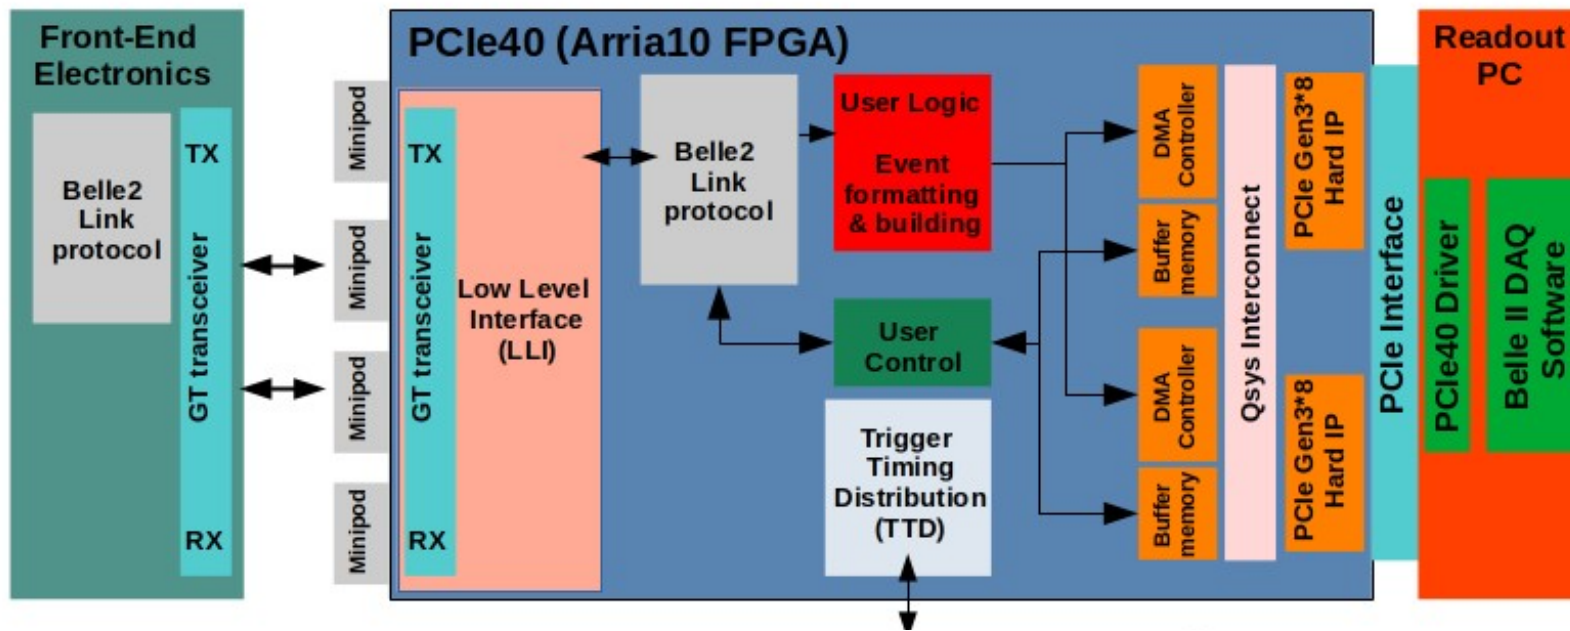 Front-End
Electronics
Belle2
Link
protocol
TX
GT transceiver
RX
Minipod
Minipod
Minipod
Minipod
PCIe40 (Arria10 FPGA)
TX
GT transceiver
RX
Low Level
Interface
(LLI)
Belle2
Link
protocol
User Logic
Event
formatting
& building
User
Control
Trigger
Timing
Distribution
(TTD)
DMA
Controller
Buffer
memory
DMA
Controller
Buffer
memory
Qsys Interconnect
PCIe Gen3*8
Hard IP
PCIe Gen3*8
Hard IP
PCIe Interface
Readout
PC
PCIe40 Driver
Belle II DAQ
Software